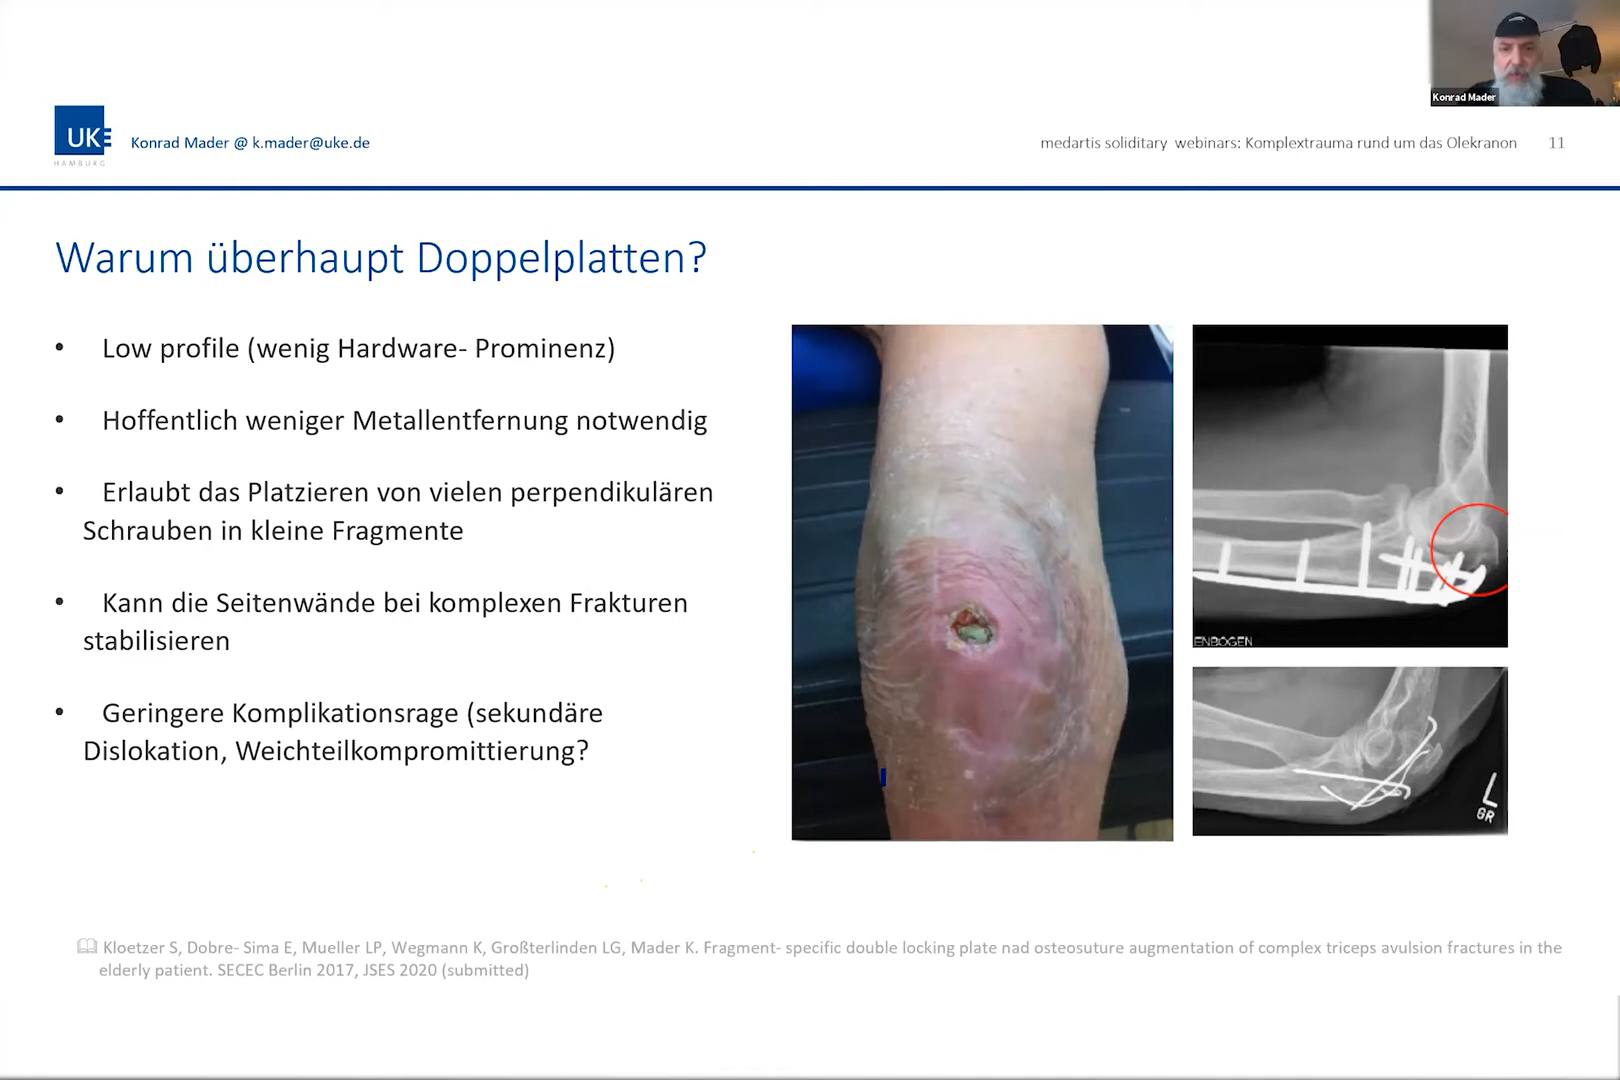 Konrad Mader
UKE
HAMBURG
Konrad Mader @ k.mader@uke.de
medartis soliditary webinars: Komplextrauma rund um das Olekranon 11
Warum überhaupt Doppelplatten?
• Low profile (wenig Hardware- Prominenz)
• Hoffentlich weniger Metallentfernung notwendig
• Erlaubt das Platzieren von vielen perpendikulären
Schrauben in kleine Fragmente
• Kann die Seitenwände bei komplexen Frakturen
stabilisieren
• Geringere Komplikationsrage (sekundäre
Dislokation, Weichteilkompromittierung?
ENBOGEN
L
GR
Kloetzer S, Dobre- Sima E, Mueller LP, Wegmann K, Großterlinden LG, Mader K. Fragment- specific double locking plate nad osteosuture augmentation of complex triceps avulsion fractures in the
elderly patient. SECEC Berlin 2017, JSES 2020 (submitted)